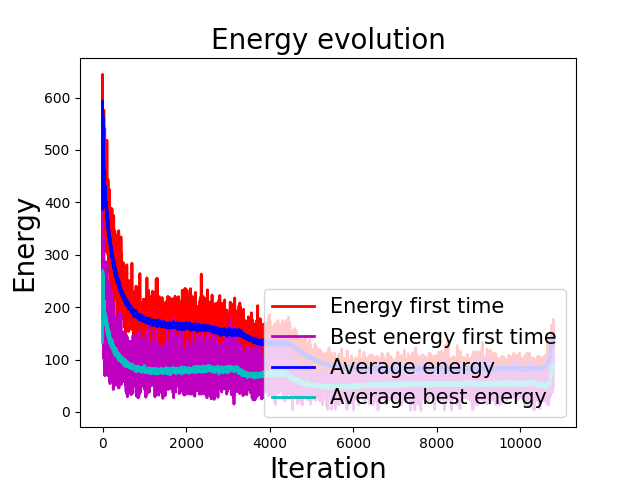 Energy evolution
600
500
400
300
200
100
0
Energy
Energy first time
Best energy first time
Average energy
Average best energy
0 2000 4000 6000 8000 10000
Iteration